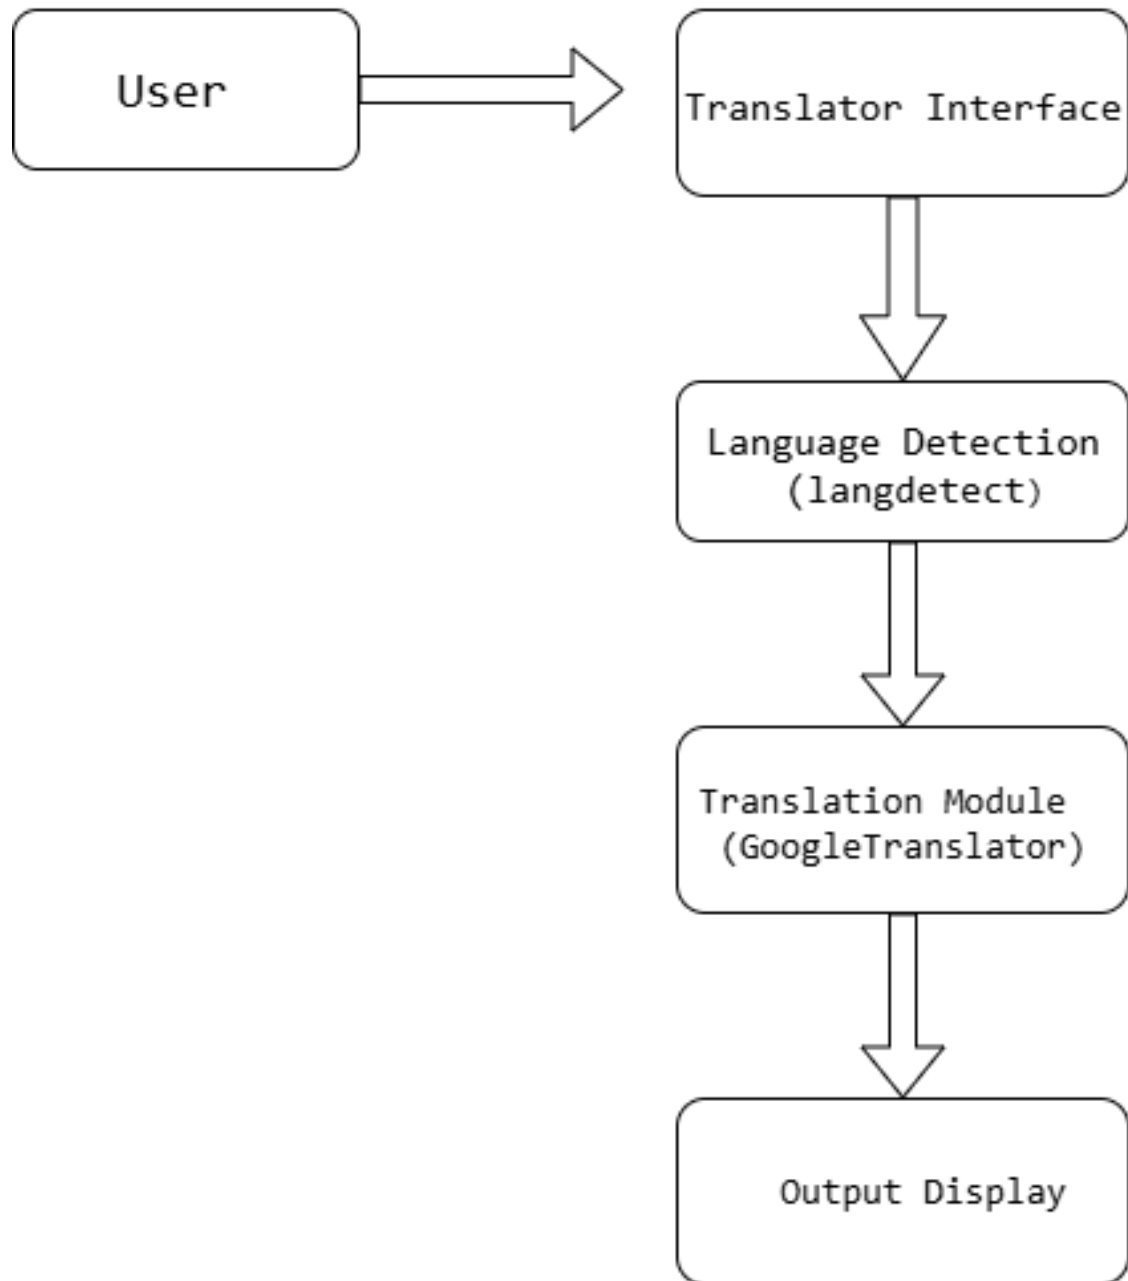 User
Translator Interface
Language Detection
(langdetect)
Translation Module
(GoogleTranslator)
Output Display